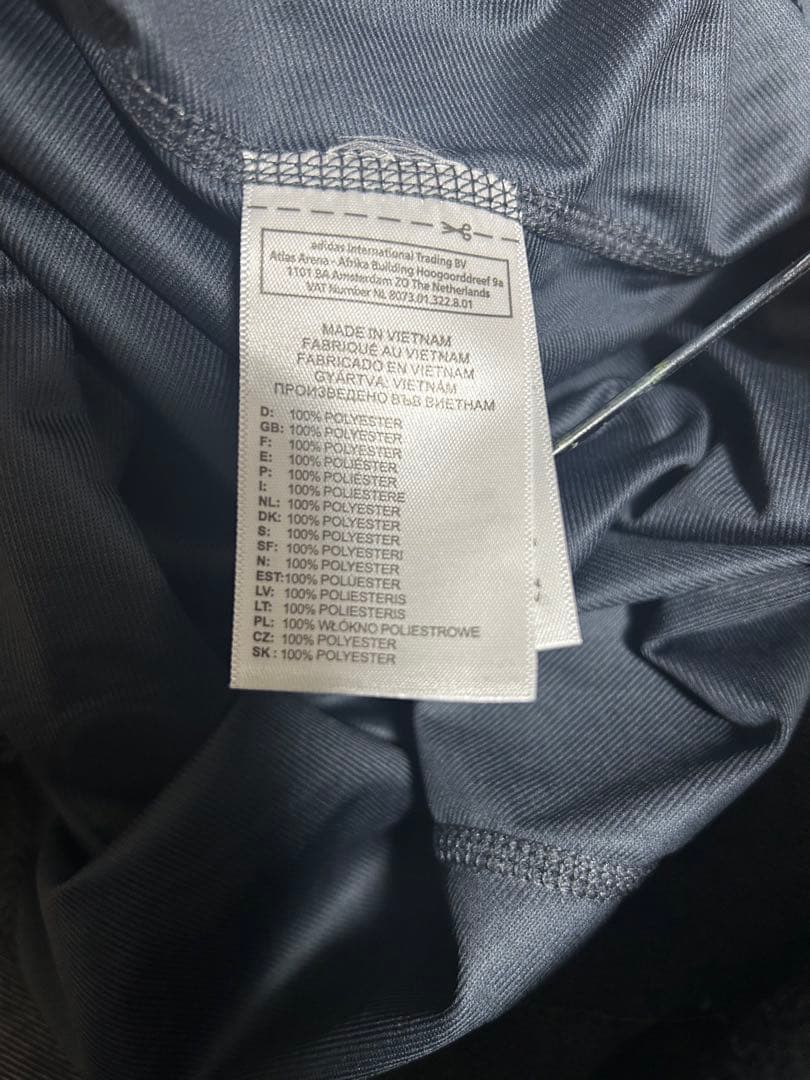 adidas International Trading BV
Atlas Arena - Afrika Building Hoogoorddreef 9a
1101 BA Amsterdam ZO The Netherlands
VAT Number NL 8073.01.322.8.01
MADE IN VIETNAM
FABRIQUÉ AU VIETNAM
FABRICADO EN VIETNAM
GYÁRTVA: VIETNÁM
ПРОИЗВЕДЕНО ВЪВ ВИЕТНАМ
D: 100% POLYESTER
GB: 100% POLYESTER
F: 100% POLYESTER
E: 100% POLIÉSTER
P: 100% POLIÉSTER
I: 100% POLIESTERE
NL: 100% POLYESTER
DK: 100% POLYESTER
S: 100% POLYESTER
SF: 100% POLYESTERI
N: 100% POLYESTER
EST:100% POLÜESTER
LV: 100% POLIESTERIS
LT: 100% POLIESTERIS
PL: 100% WŁÓKNO POLIESTROWE
CZ: 100% POLYESTER
SK: 100% POLYESTER